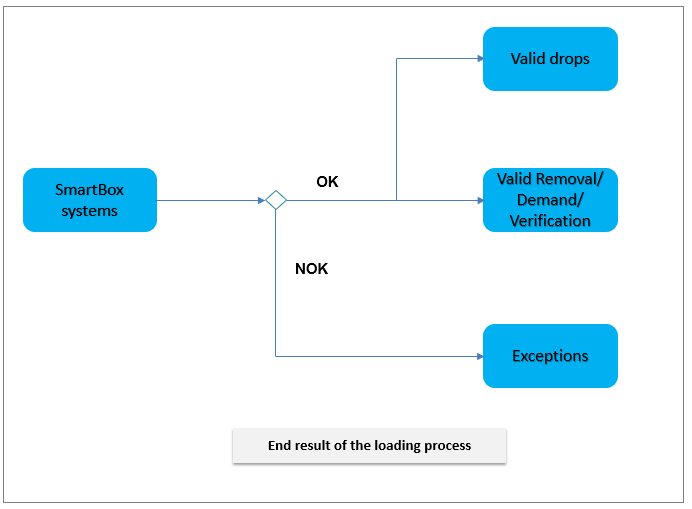 Valid drops
SmartBox
systems
OK
Valid Removal/
Demand/
Verification
NOK
Exceptions
End result of the loading process